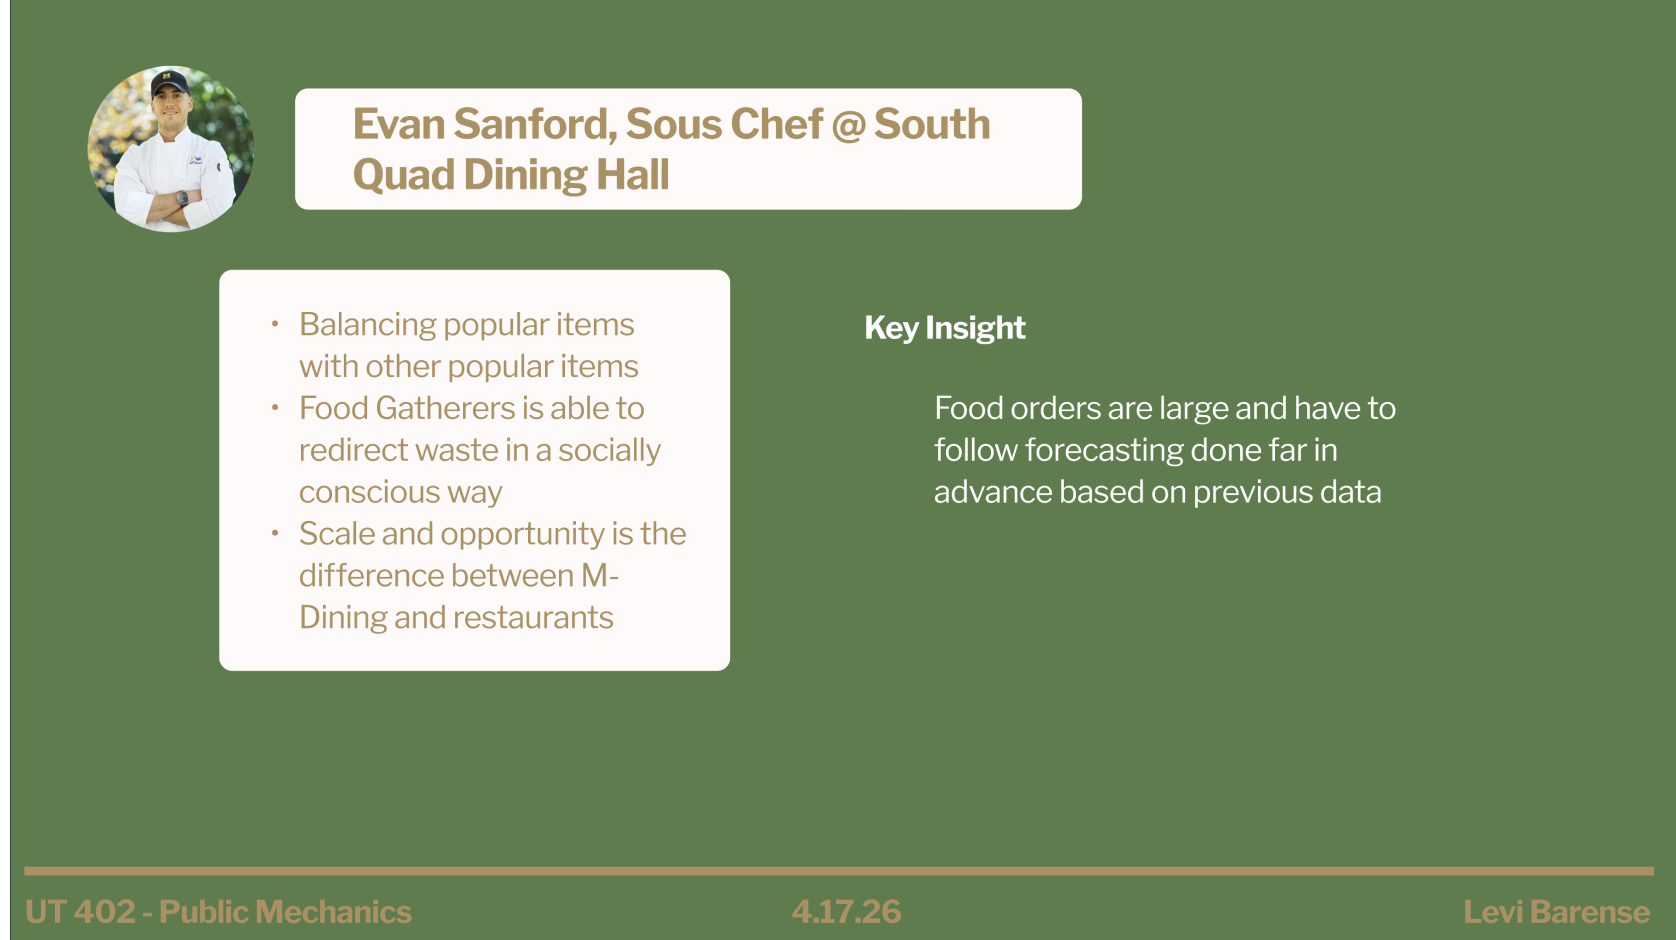 Evan Sanford, Sous Chef @ South
Quad Dining Hall
• Balancing popular items
with other popular items
• Food Gatherers is able to
redirect waste in a socially
conscious way
• Scale and opportunity is the
difference between M-
Dining and restaurants
Key Insight
Food orders are large and have to
follow forecasting done far in
advance based on previous data
UT 402 - Public Mechanics
4.17.26
Levi Barense